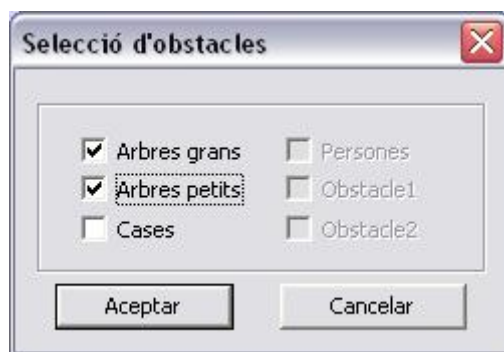 Selecció d'obstacles
Arbres grans
Persones
Arbres petits
Obstacle1
Cases
Obstacle2
Aceptar
Cancelar